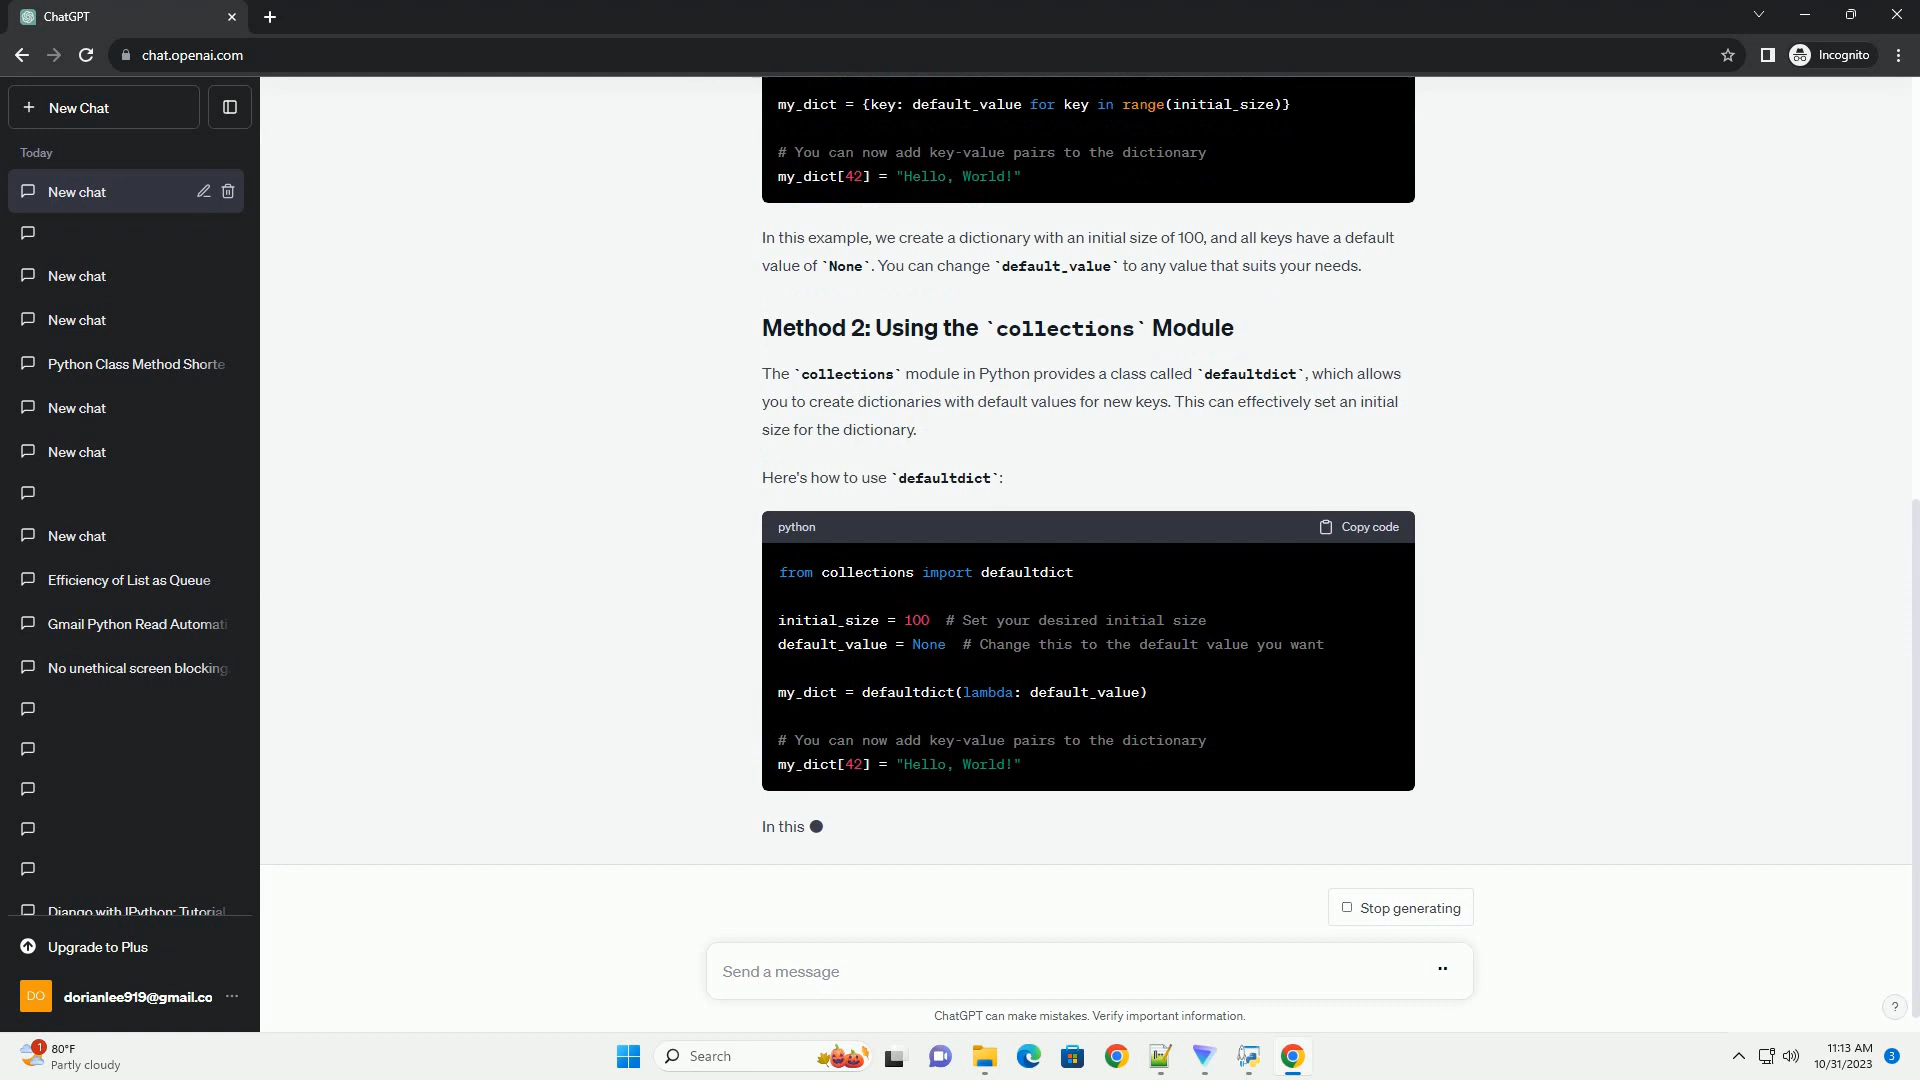 ChatGPT
chat.openai.com
Incognito
New Chat
Today
New chat
New chat
New chat
Python Class Method Shorte
New chat
New chat
New chat
Efficiency of List as Queue
Gmail Python Read Automati
No unethical screen blocking
Django with IPython: Tutorial
Upgrade to Plus
DO
dorianlee919@gmail.co
my_dict = {key: default_value for key in range(initial_size)}
# You can now add key-value pairs to the dictionary
my_dict[42] = "Hello, World!"
In this example, we create a dictionary with an initial size of 100, and all keys have a default
value of `None`. You can change `default_value` to any value that suits your needs.
Method 2: Using the `collections` Module
The `collections` module in Python provides a class called `defaultdict`, which allows
you to create dictionaries with default values for new keys. This can effectively set an initial
size for the dictionary.
Here's how to use `defaultdict`:
python
Copy code
from collections import defaultdict
initial_size = 100  # Set your desired initial size
default_value = None  # Change this to the default value you want
my_dict = defaultdict(lambda: default_value)
# You can now add key-value pairs to the dictionary
my_dict[42] = "Hello, World!"
In this
Stop generating
Send a message
ChatGPT can make mistakes. Verify important information.
?
1
80°F
Partly cloudy
Search
11:13 AM
10/31/2023
3